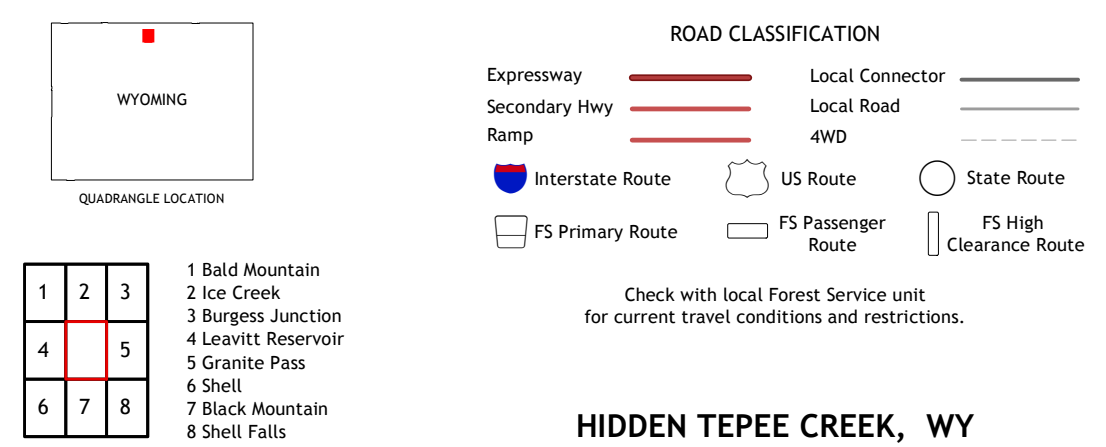 WYOMING
QUADRANGLE LOCATION
1 2 3
4 5
6 7 8
1 Bald Mountain
2 Ice Creek
3 Burgess Junction
4 Leavitt Reservoir
5 Granite Pass
6 Shell
7 Black Mountain
8 Shell Falls
ROAD CLASSIFICATION
Expressway
Local Connector
Secondary Hwy
Local Road
Ramp
4WD
Interstate Route
US Route
State Route
FS Primary Route
FS Passenger
Route
FS High
Clearance Route
Check with local Forest Service unit
for current travel conditions and restrictions.
HIDDEN TEPEE CREEK, WY